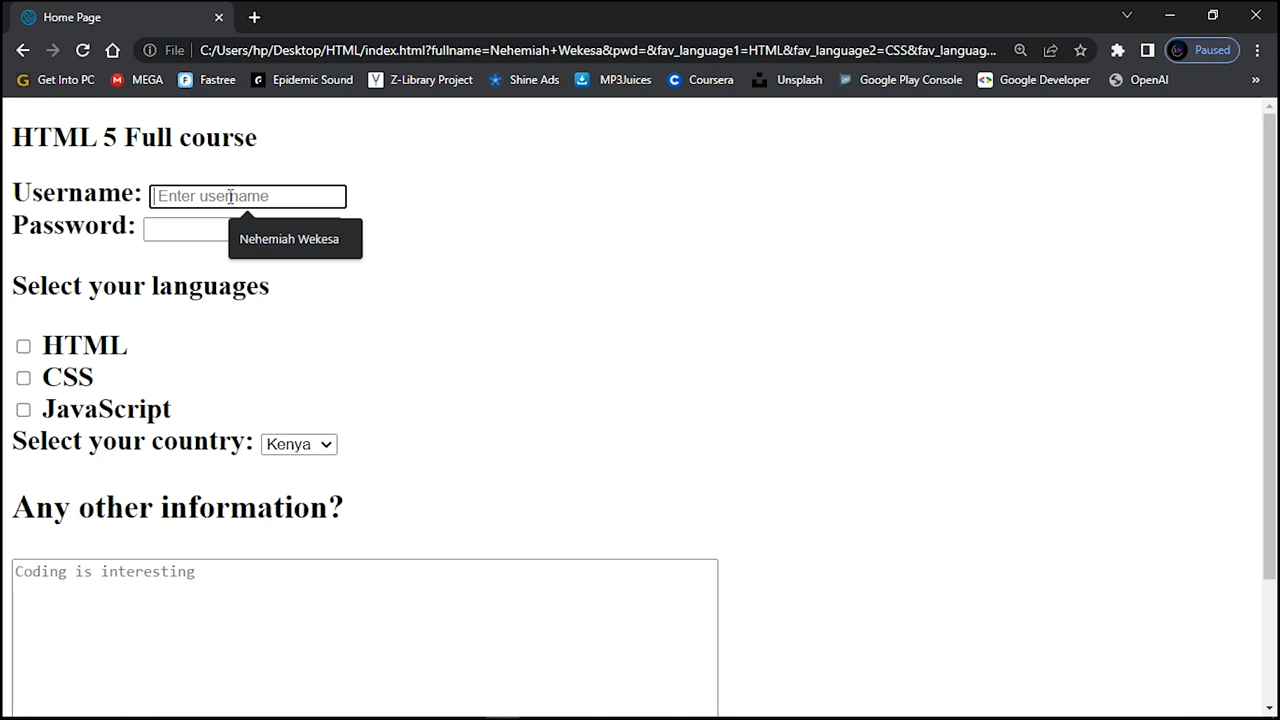 Home Page
File C:/Users/hp/Desktop/HTML/index.html?fullname=Nehemiah+Wekesa&pwd=&fav_language1=HTML&fav_language2=CSS&fav_languag... Paused
Get Into PC MEGA Fastree Epidemic Sound Z-Library Project Shine Ads MP3Juices Coursera Unsplash Google Play Console Google Developer OpenAI »
HTML 5 Full course
Username: Enter username
Password:
Nehemiah Wekesa
Select your languages
HTML
CSS
JavaScript
Select your country: Kenya
Any other information?
Coding is interesting